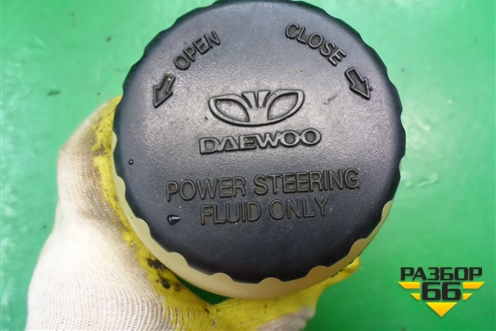 OPEN CLOSE
DAEWOO
POWER STEERING
FLUID ONLY
РАЗБОР
66